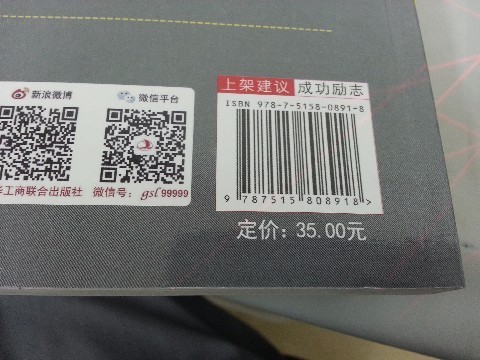 上架建议 成功励志
ISBN 978-7-5158-0891-8
9 787515 808918 >
定价：35.00元
新浪微博
微信平台
工商联合出版社 微信号：gsl99999